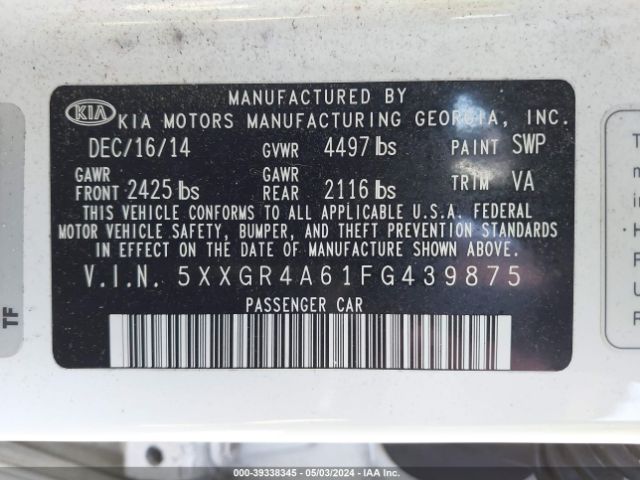 MANUFACTURED BY
KIA
KIA MOTORS MANUFACTURING GEORGIA, INC.
DEC/16/14 GVWR 4497 lbs PAINT SWP
GAWR FRONT 2425 lbs GAWR REAR 2116 lbs TRIM VA
THIS VEHICLE CONFORMS TO ALL APPLICABLE U.S.A. FEDERAL
MOTOR VEHICLE SAFETY, BUMPER, AND THEFT PREVENTION STANDARDS
IN EFFECT ON THE DATE OF MANUFACTURE SHOWN ABOVE.
V.I.N. 5XXGR4A61FG439875
PASSENGER CAR
TF
000-39338345 - 05/03/2024 - IAA Inc.